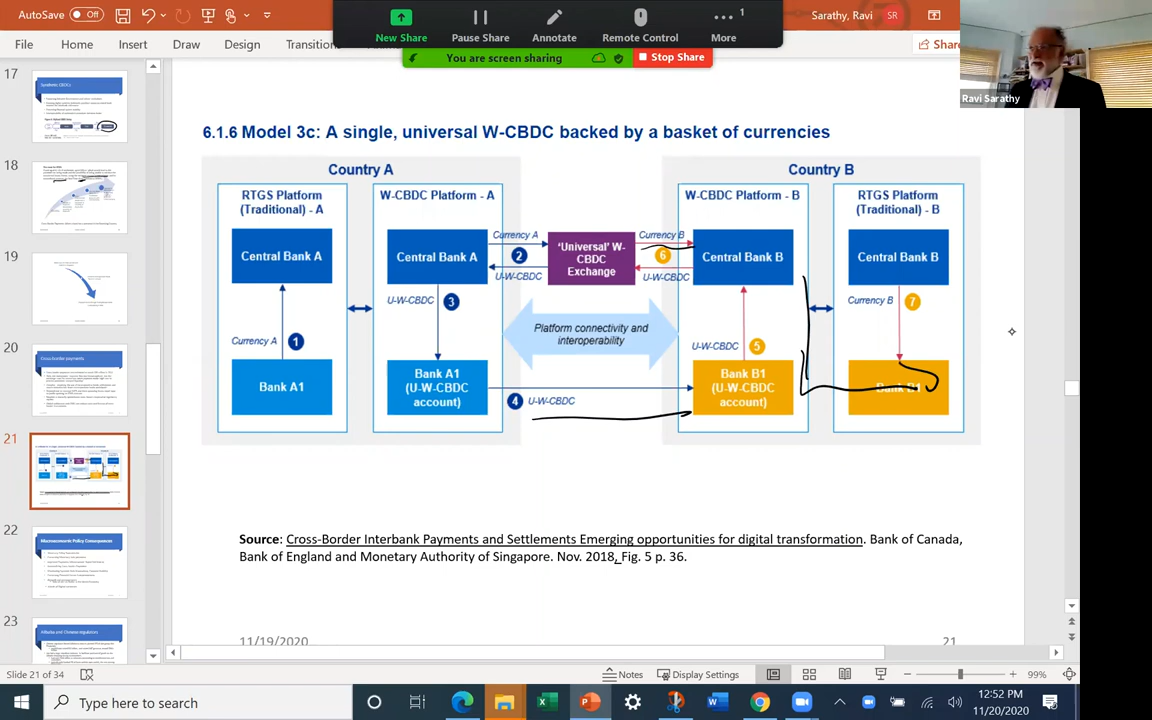 AutoSave
Off
New Share
Pause Share
Annotate
Remote Control
More
1
Sarathy, Ravi
SR
File
Home
Insert
Draw
Design
Transition
You are screen sharing
Stop Share
Share
Ravi Sarathy
17
18
19
20
21
22
23
Cross-border payments
Macroeconomic Policy Consequences
6.1.6 Model 3c: A single, universal W-CBDC backed by a basket of currencies
Country A
Country B
RTGS Platform
(Traditional) - A
W-CBDC Platform - A
W-CBDC Platform - B
RTGS Platform
(Traditional) - B
Central Bank A
Central Bank A
Currency A
2
U-W-CBDC
'Universal' W-
CBDC
Exchange
Currency B
6
U-W-CBDC
Central Bank B
Central Bank B
U-W-CBDC
3
Currency B
7
Currency A
1
Platform connectivity and
interoperability
U-W-CBDC
5
Bank A1
Bank A1
(U-W-CBDC
account)
4
U-W-CBDC
Bank B1
(U-W-CBDC
account)
Bank B1
Source: Cross-Border Interbank Payments and Settlements Emerging opportunities for digital transformation. Bank of Canada,
Bank of England and Monetary Authority of Singapore. Nov. 2018, Fig. 5 p. 36.
11/19/2020
21
Slide 21 of 34
Notes
Display Settings
99%
Type here to search
12:52 PM
11/20/2020